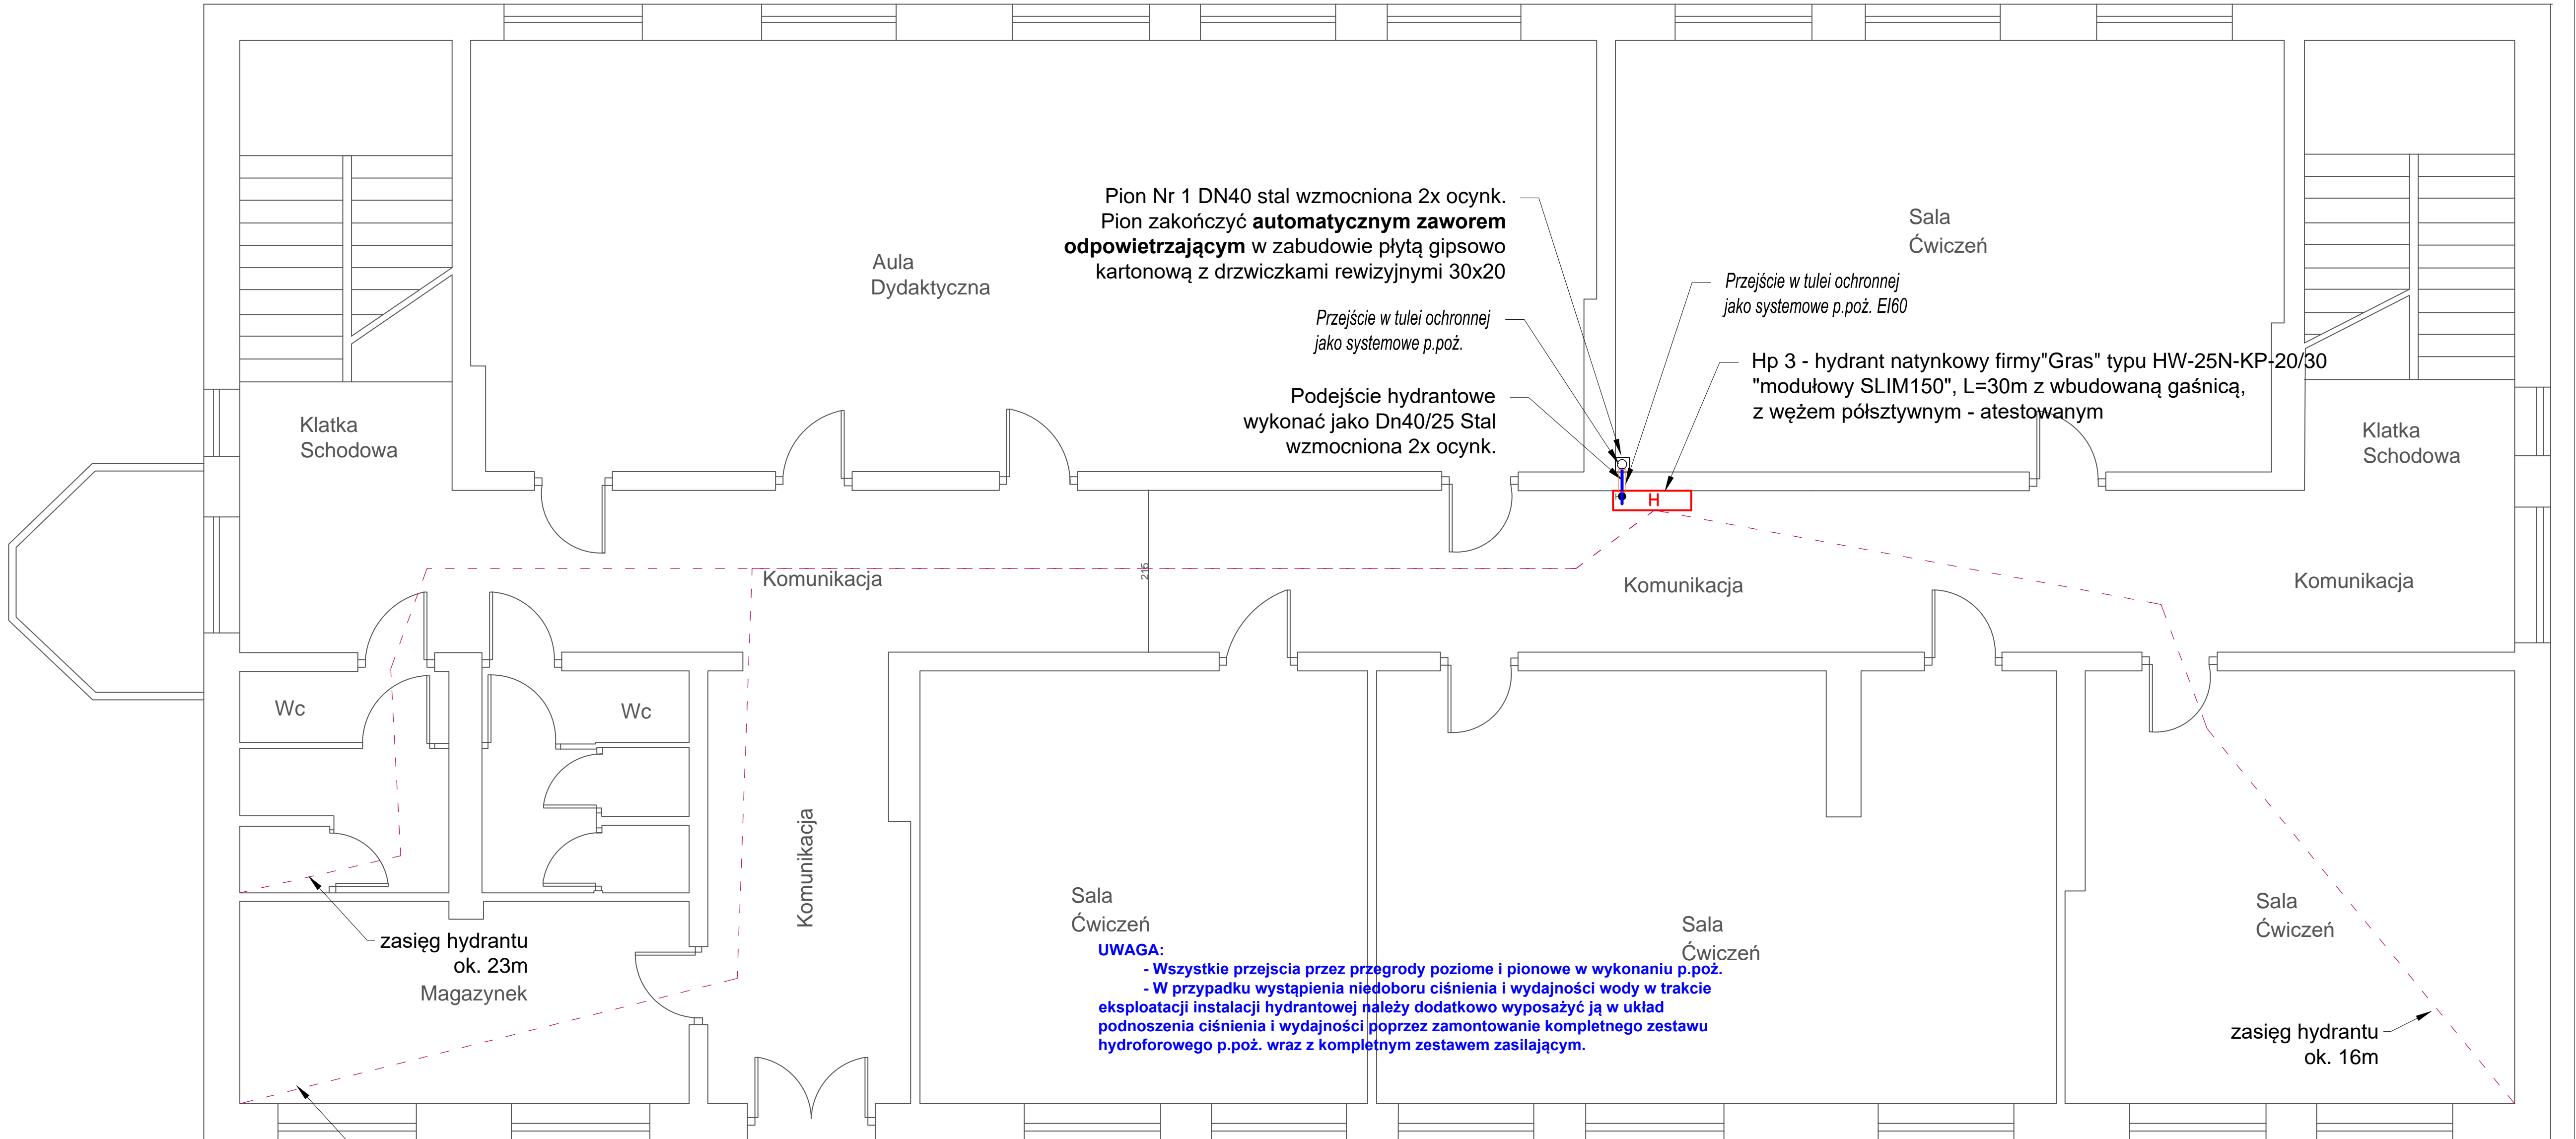 Pion Nr 1 DN40 stal wzmocniona 2x ocynk.
Pion zakończyć automatycznym zaworem
odpowietrzającym w zabudowie płytą gipsowo
kartonową z drzwiczkami rewizyjnymi 30x20
Sala
Ćwiczeń
Aula
Dydaktyczna
Przejście w tulei ochronnej
jako systemowe p.poż. EI60
Przejście w tulei ochronnej
jako systemowe p.poż.
Hp 3 - hydrant natynkowy firmy"Gras" typu HW-25N-KP-20/30
"modułowy SLIM150", L=30m z wbudowaną gaśnicą,
z wężem półsztywnym - atestowanym
Podejście hydrantowe
wykonać jako Dn40/25 Stal
wzmocniona 2x ocynk.
Klatka
Schodowa
Klatka
Schodowa
H
215
Komunikacja
Komunikacja
Komunikacja
Wc
Wc
Komunikacja
Sala
Ćwiczeń
Sala
Ćwiczeń
Sala
Ćwiczeń
zasięg hydrantu
ok. 23m
Magazynek
UWAGA:
- Wszystkie przejscia przez przegrody poziome i pionowe w wykonaniu p.poż.
- W przypadku wystąpienia niedoboru ciśnienia i wydajności wody w trakcie
eksploatacji instalacji hydrantowej należy dodatkowo wyposażyć ją w układ
podnoszenia ciśnienia i wydajności poprzez zamontowanie kompletnego zestawu
hydroforowego p.poż. wraz z kompletnym zestawem zasilającym.
zasięg hydrantu
ok. 16m